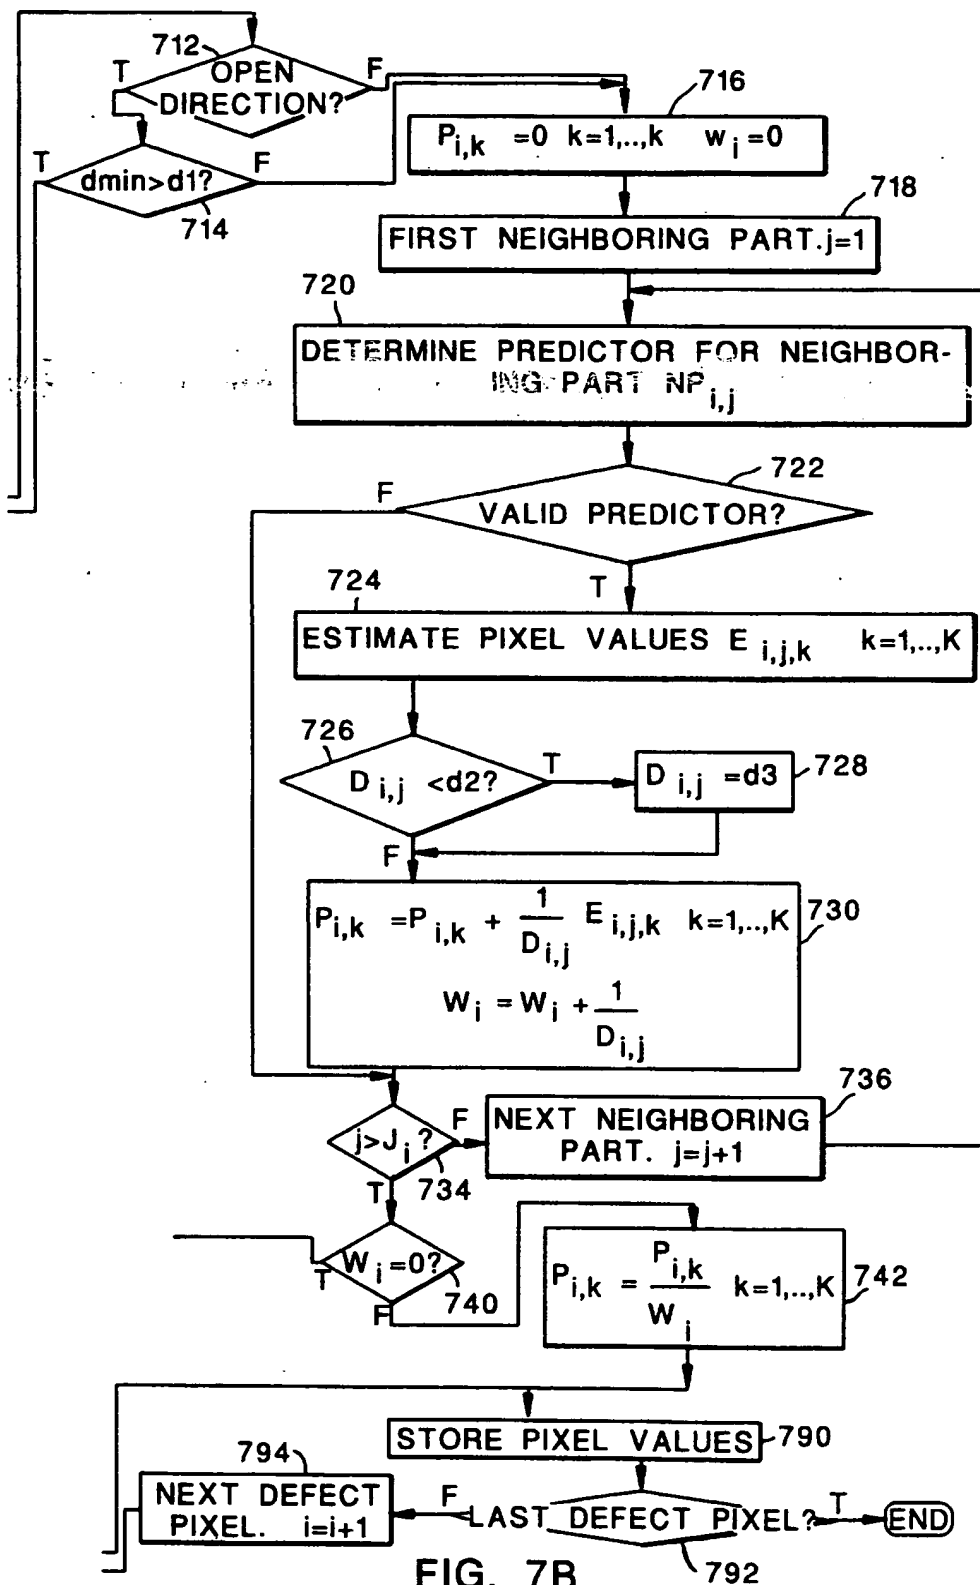 712
T
OPEN
DIRECTION?
F
716
P i,k =0 k=1,..,k w i =0
T
dmin>d1?
F
714
718
FIRST NEIGHBORING PART.j=1
720
DETERMINE PREDICTOR FOR NEIGHBOR-
ING PART NP i,j
722
F
VALID PREDICTOR?
T
724
ESTIMATE PIXEL VALUES E i,j,k k=1,..,K
726
D i,j <d2?
T
D i,j =d3
728
F
P i,k =P i,k + 1/D i,j E i,j,k k=1,..,K
730
W i = W i + 1/D i,j
736
j>J i ?
F
NEXT NEIGHBORING
PART. j=j+1
734
T
W i =0?
T
740
F
P i,k = P i,k / W i k=1,..,K
742
STORE PIXEL VALUES
790
794
NEXT DEFECT
PIXEL. i=i+1
F
LAST DEFECT PIXEL?
T
END
792
FIG. 7B